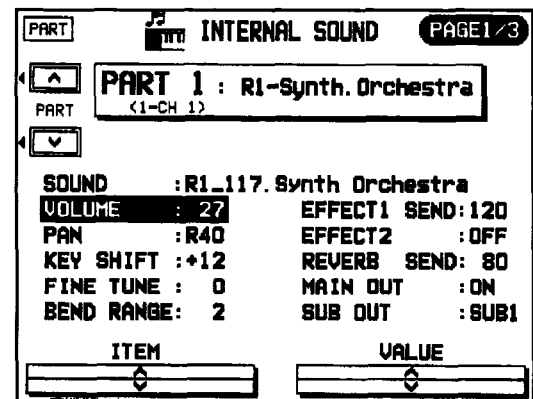 PART INTERNAL SOUND PAGE1/3
PART 1 : R1-Synth. Orchestra
PART (1-CH 1)
SOUND :R1_117. Synth Orchestra
VOLUME : 27 EFFECT1 SEND:120
PAN :R40 EFFECT2 :OFF
KEY SHIFT :+12 REVERB SEND: 80
FINE TUNE : 0 MAIN OUT :ON
BEND RANGE: 2 SUB OUT :SUB1
ITEM VALUE